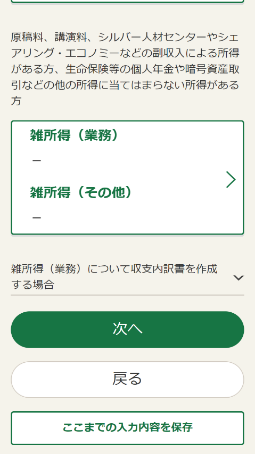 原稿料、講演料、シルバー人材センターやシェ
アリング・エコノミーなどの副収入による所得
がある方、生命保険等の個人年金や暗号資産取
引などの他の所得に当てはまらない所得がある
方
雑所得（業務）
–
雑所得（その他）
–
雑所得（業務）について収支内訳書を作成
する場合
次へ
戻る
ここまでの入力内容を保存